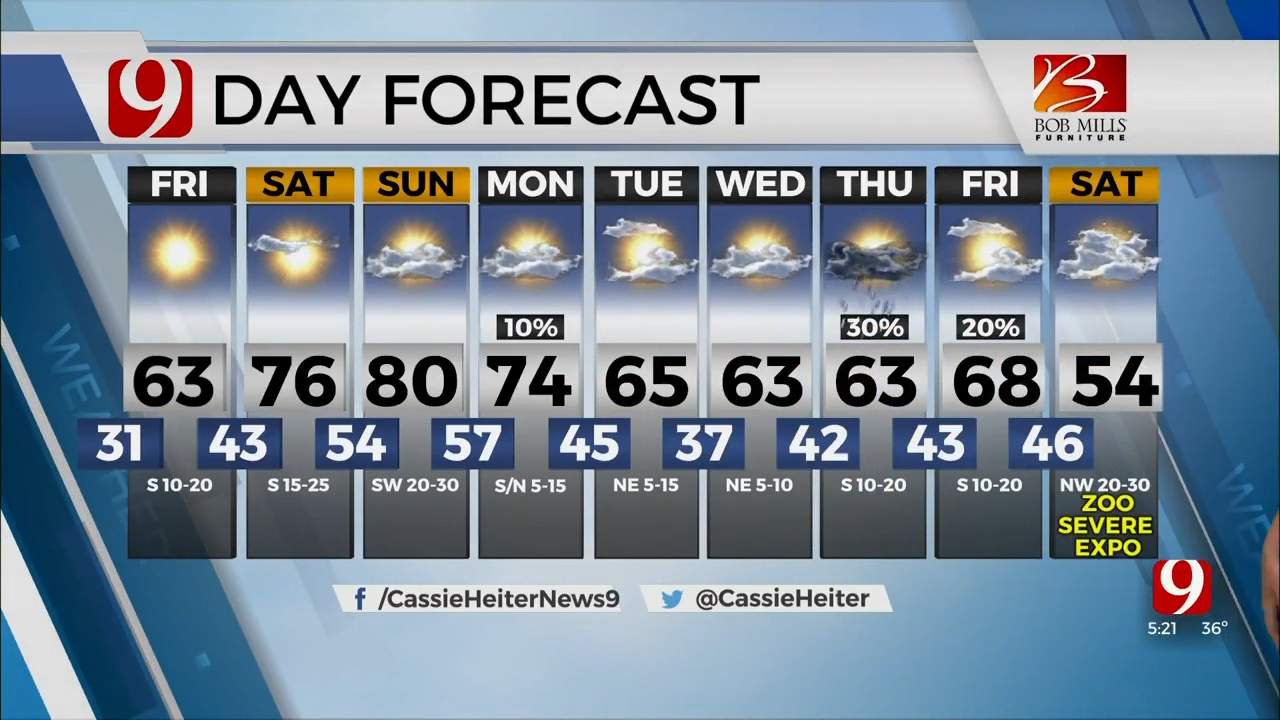 9 DAY FORECAST
BOB MILLS
FURNITURE
FRI SAT SUN MON TUE WED THU FRI SAT
10% 30% 20%
63 76 80 74 65 63 63 68 54
31 43 54 57 45 37 42 43 46
S 10-20 S 15-25 SW 20-30 S/N 5-15 NE 5-15 NE 5-10 S 10-20 S 10-20 NW 20-30
ZOO
SEVERE
EXPO
f /CassieHeiterNews9 @CassieHeiter
9
5:21 36°
WEATHER
WE